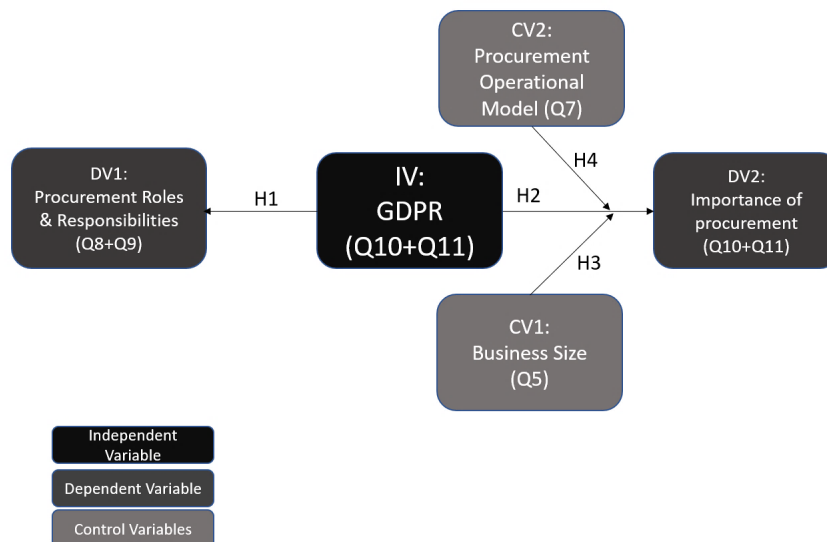 CV2:
Procurement
Operational
Model (Q7)
DV1:
Procurement Roles
& Responsibilities
(Q8+Q9)
H1
IV:
GDPR
(Q10+Q11)
H2
H4
DV2:
Importance of
procurement
(Q10+Q11)
H3
CV1:
Business Size
(Q5)
Independent
Variable
Dependent Variable
Control Variables